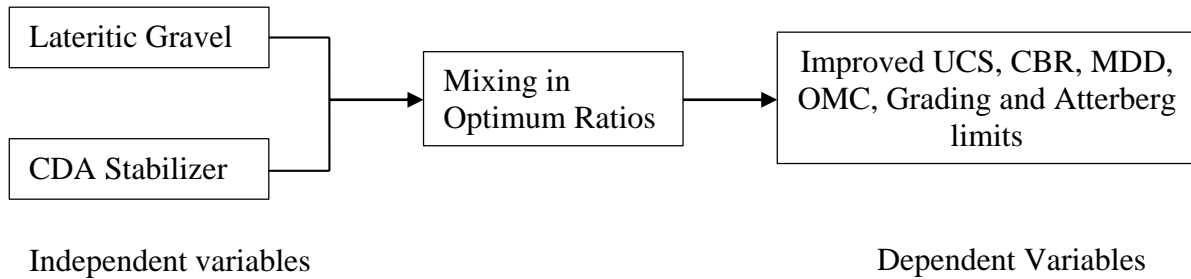 Lateritic Gravel
CDA Stabilizer
Mixing in
Optimum Ratios
Improved UCS, CBR, MDD,
OMC, Grading and Atterberg
limits
Independent variables
Dependent Variables